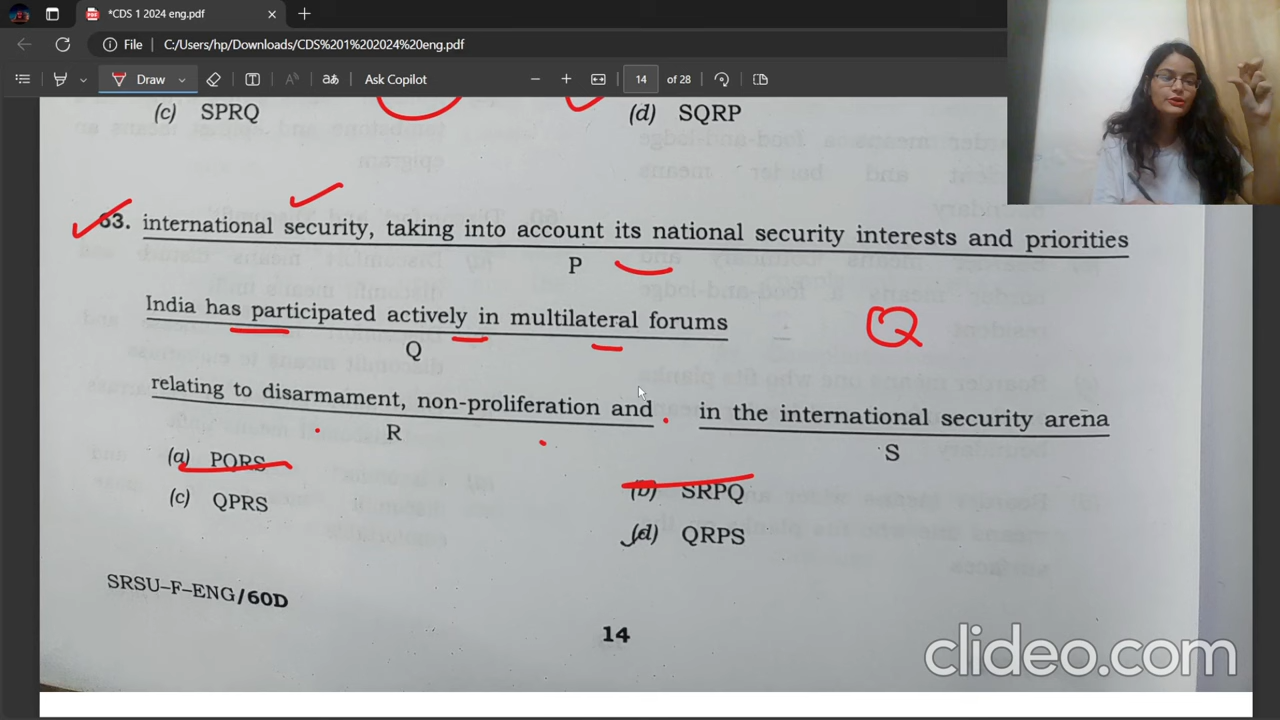 *CDS 1 2024 eng.pdf
File C:/Users/hp/Downloads/CDS%201%202024%20eng.pdf
Draw Ask Copilot 14 of 28
(c) SPRQ (d) SQRP
63. international security, taking into account its national security interests and priorities
P
India has participated actively in multilateral forums
Q Q
relating to disarmament, non-proliferation and in the international security arena
R S
(a) PQRS (b) SRPQ
(c) QPRS (d) QRPS
SRSU-F-ENG/60D
14
clideo.com